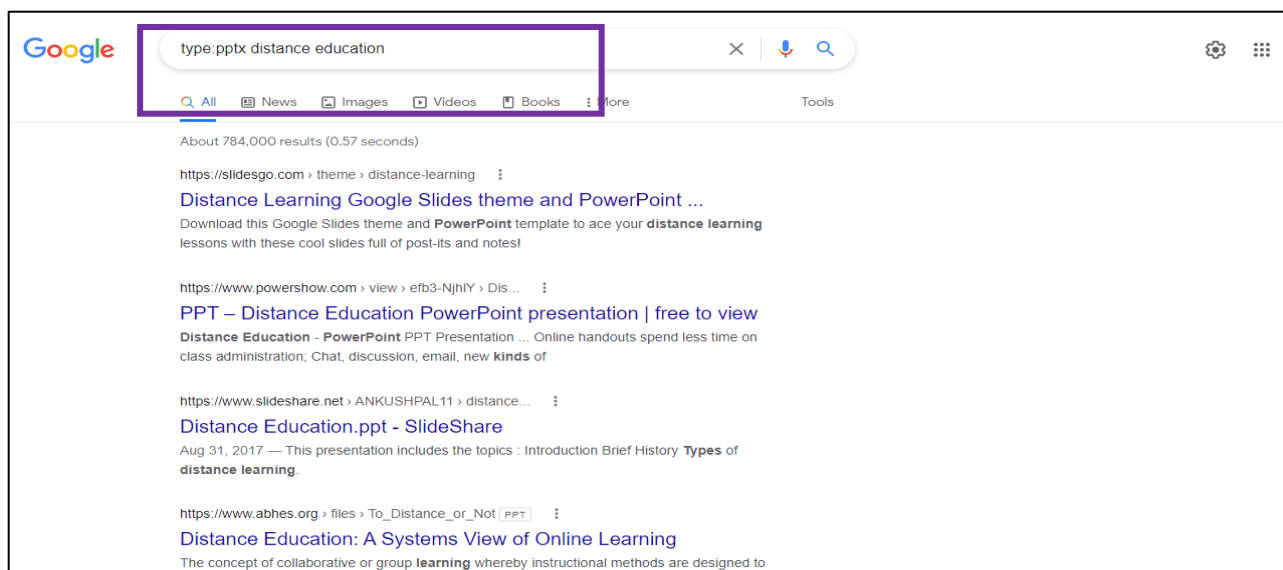 Google
type:pptx distance education
All News Images Videos Books More Tools
About 784,000 results (0.57 seconds)
https://slidesgo.com › theme › distance-learning
Distance Learning Google Slides theme and PowerPoint ...
Download this Google Slides theme and PowerPoint template to ace your distance learning
lessons with these cool slides full of post-its and notes!
https://www.powershow.com › view › efb3-NjhlY › Dis...
PPT – Distance Education PowerPoint presentation | free to view
Distance Education - PowerPoint PPT Presentation ... Online handouts spend less time on
class administration; Chat, discussion, email, new kinds of
https://www.slideshare.net › ANKUSHPAL11 › distance...
Distance Education.ppt - SlideShare
Aug 31, 2017 — This presentation includes the topics : Introduction Brief History Types of
distance learning.
https://www.abhes.org › files › To_Distance_or_Not PPT
Distance Education: A Systems View of Online Learning
The concept of collaborative or group learning whereby instructional methods are designed to